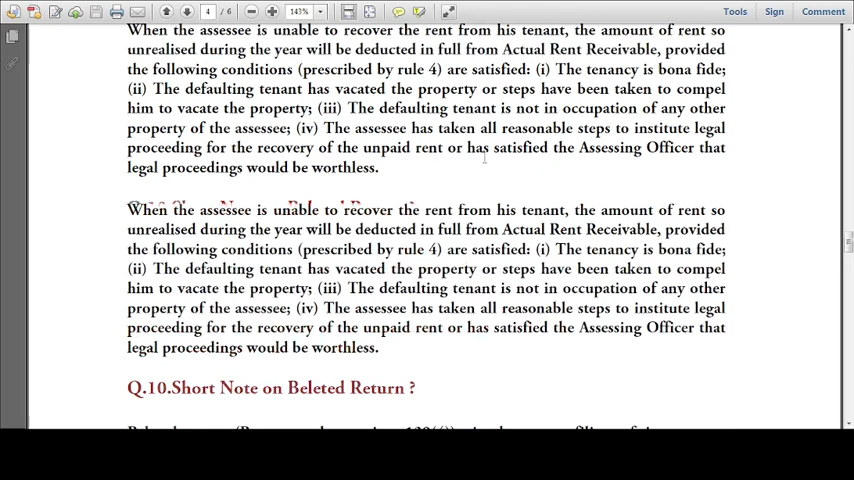 4 / 6
143%
Tools
Sign
Comment
When the assessee is unable to recover the rent from his tenant, the amount of rent so
unrealised during the year will be deducted in full from Actual Rent Receivable, provided
the following conditions (prescribed by rule 4) are satisfied: (i) The tenancy is bona fide;
(ii) The defaulting tenant has vacated the property or steps have been taken to compel
him to vacate the property; (iii) The defaulting tenant is not in occupation of any other
property of the assessee; (iv) The assessee has taken all reasonable steps to institute legal
proceeding for the recovery of the unpaid rent or has satisfied the Assessing Officer that
legal proceedings would be worthless.
When the assessee is unable to recover the rent from his tenant, the amount of rent so
unrealised during the year will be deducted in full from Actual Rent Receivable, provided
the following conditions (prescribed by rule 4) are satisfied: (i) The tenancy is bona fide;
(ii) The defaulting tenant has vacated the property or steps have been taken to compel
him to vacate the property; (iii) The defaulting tenant is not in occupation of any other
property of the assessee; (iv) The assessee has taken all reasonable steps to institute legal
proceeding for the recovery of the unpaid rent or has satisfied the Assessing Officer that
legal proceedings would be worthless.
Q.10.Short Note on Beleted Return ?